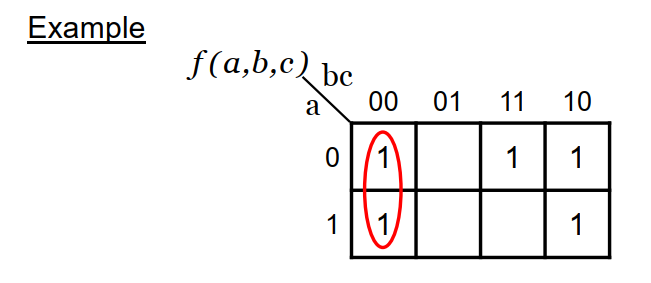 Example
f(a,b,c) bc
a 00 01 11 10
0 1 1 1
1 1 1